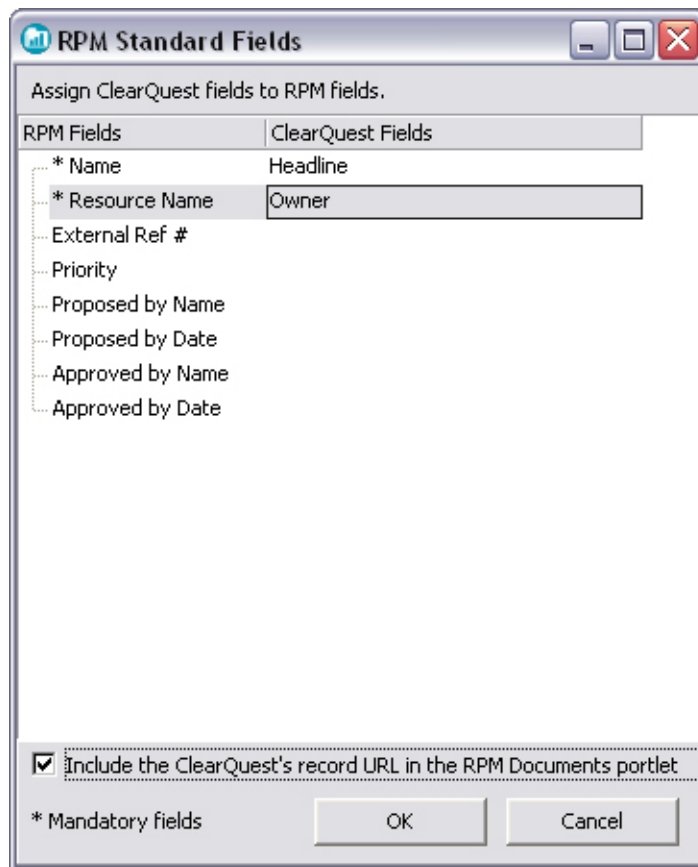 RPM Standard Fields
Assign ClearQuest fields to RPM fields.
RPM Fields ClearQuest Fields
* Name Headline
* Resource Name Owner
External Ref #
Priority
Proposed by Name
Proposed by Date
Approved by Name
Approved by Date
Include the ClearQuest's record URL in the RPM Documents portlet
* Mandatory fields OK Cancel